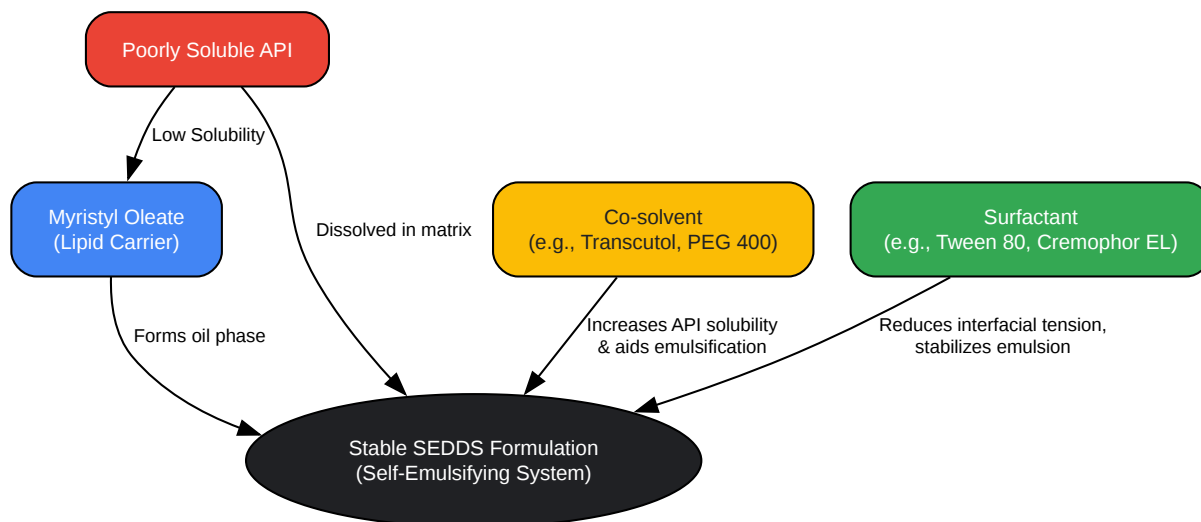 Poorly Soluble API
Low Solubility
Myristyl Oleate
(Lipid Carrier)
Dissolved in matrix
Co-solvent
(e.g., Transcutol, PEG 400)
Surfactant
(e.g., Tween 80, Cremophor EL)
Forms oil phase
Increases API solubility
& aids emulsification
Reduces interfacial tension,
stabilizes emulsion
Stable SEDDS Formulation
(Self-Emulsifying System)